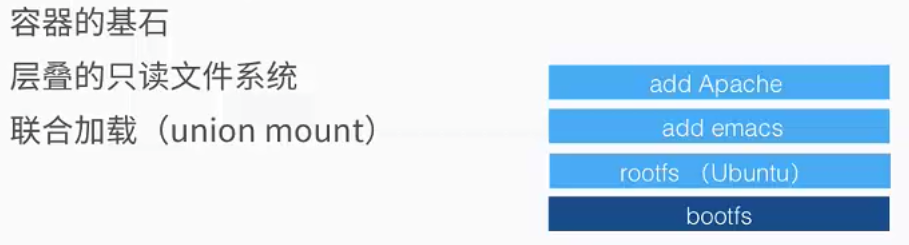 容器的基石
层叠的只读文件系统
联合加载（union mount）
add Apache
add emacs
rootfs （Ubuntu）
bootfs